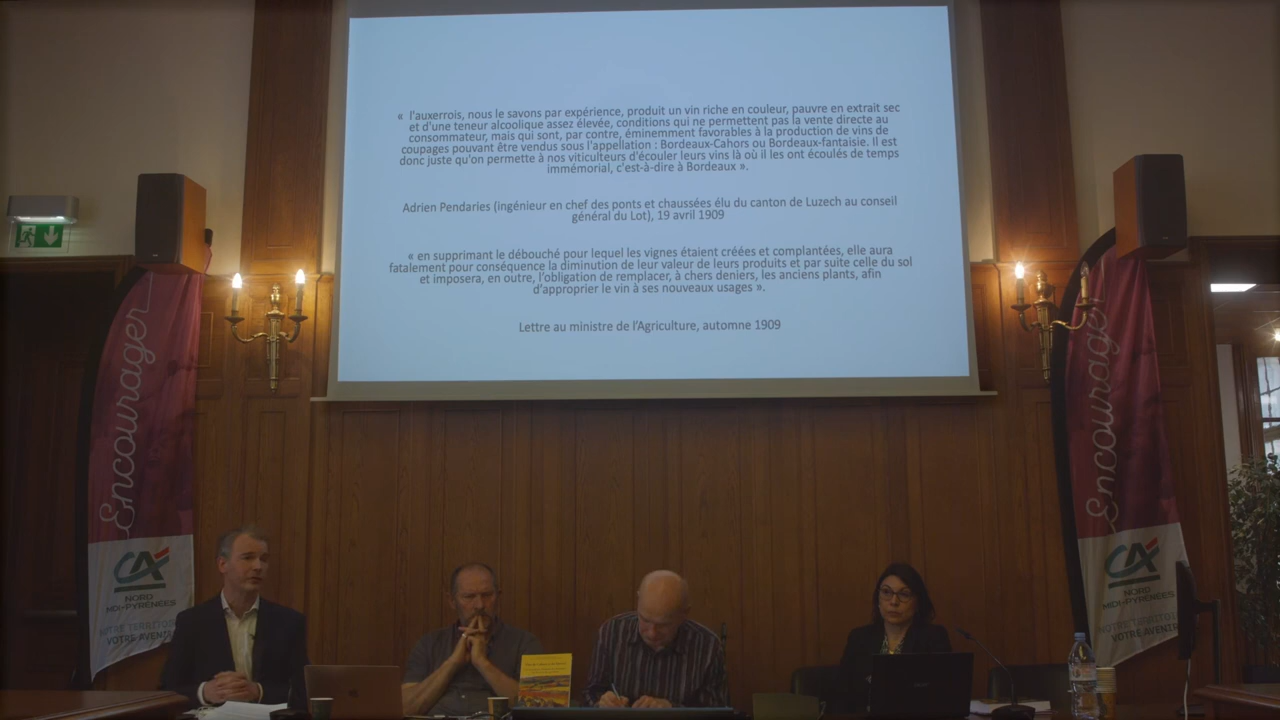 « l'auxerrois, nous le savons par expérience, produit un vin riche en couleur, pauvre en extrait sec
et d'une teneur alcoolique assez élevée, conditions qui ne permettent pas la vente directe au
consommateur, mais qui sont, par contre, éminemment favorables à la production de vins de
coupages pouvant être vendus sous l'appellation : Bordeaux-Cahors ou Bordeaux-fantaisie. Il est
donc juste qu'on permette à nos viticulteurs d'écouler leurs vins là où il les ont écoulés de temps
immémorial, c'est-à-dire à Bordeaux ».
Adrien Pendaries (ingénieur en chef des ponts et chaussées élu du canton de Luzech au conseil
général du Lot), 19 avril 1909
« en supprimant le débouché pour lequel les vignes étaient créées et complantées, elle aura
fatalement pour conséquence la diminution de leur valeur de leurs produits et par suite celle du sol
et imposera, en outre, l'obligation de remplacer, à chers deniers, les anciens plants, afin
d'approprier le vin à ses nouveaux usages ».
Lettre au ministre de l'Agriculture, automne 1909
Encourager
CA
NORD
MIDI-PYRÉNÉES
NOTRE TERRITOIRE
VOTRE AVENIR
Encourager
CA
NORD
MIDI-PYRÉNÉES
NOTRE TERRITOI
VOTRE AVENIR